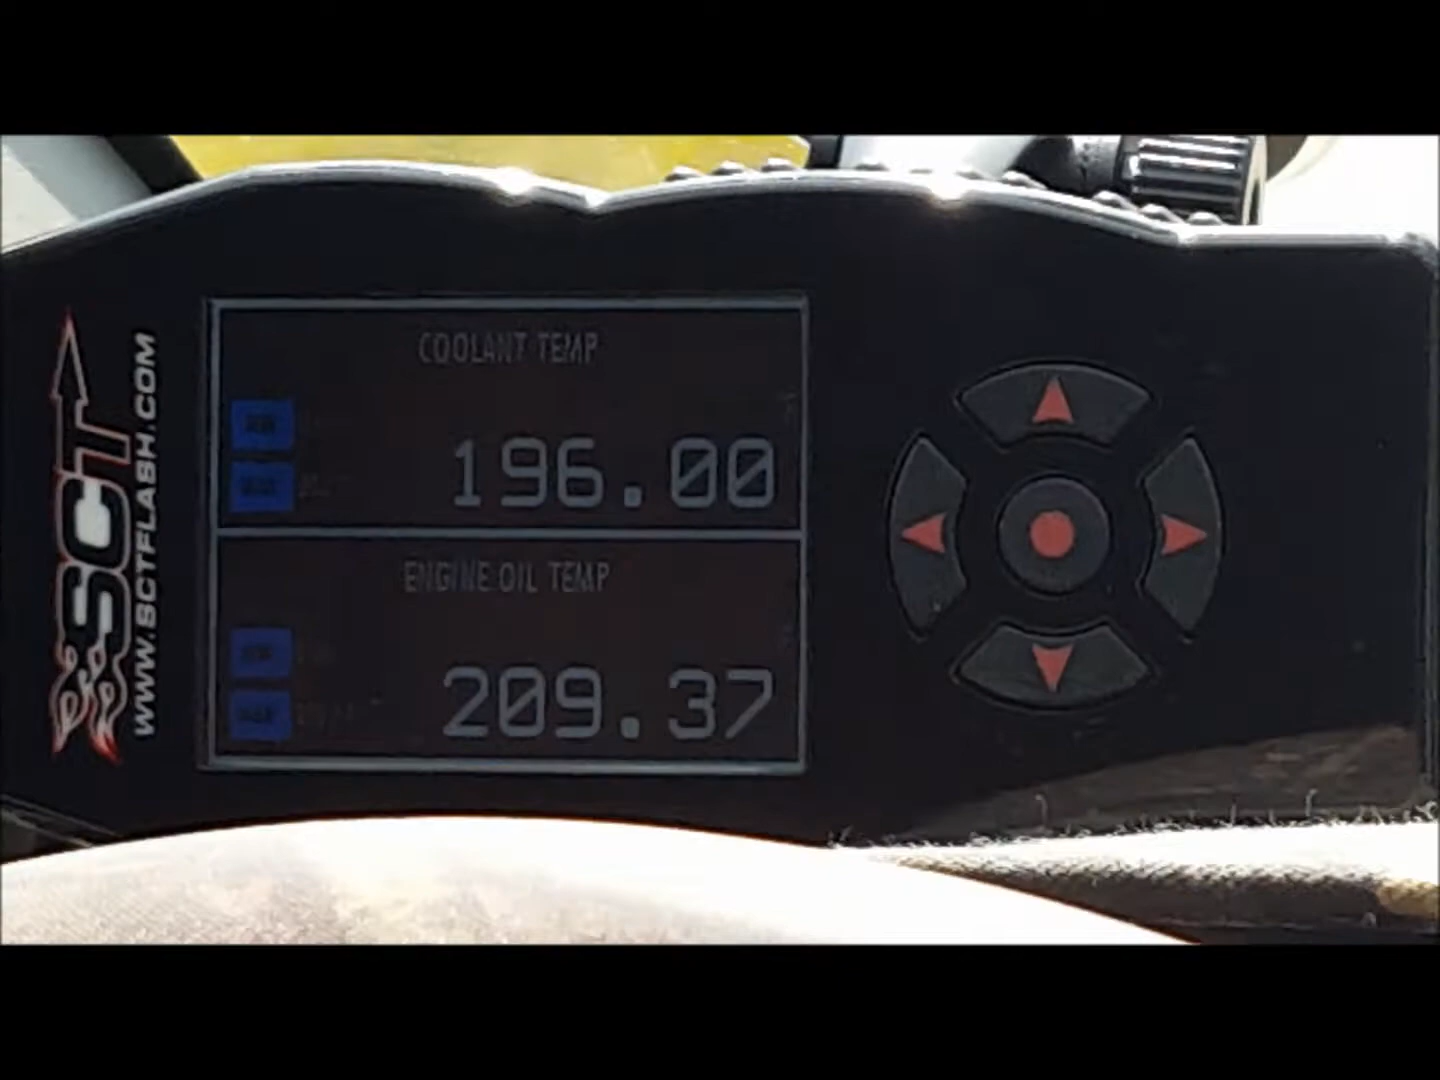 SCT
WWW.SCTFLASH.COM
COOLANT TEMP
196.00
ENGINE OIL TEMP
209.37